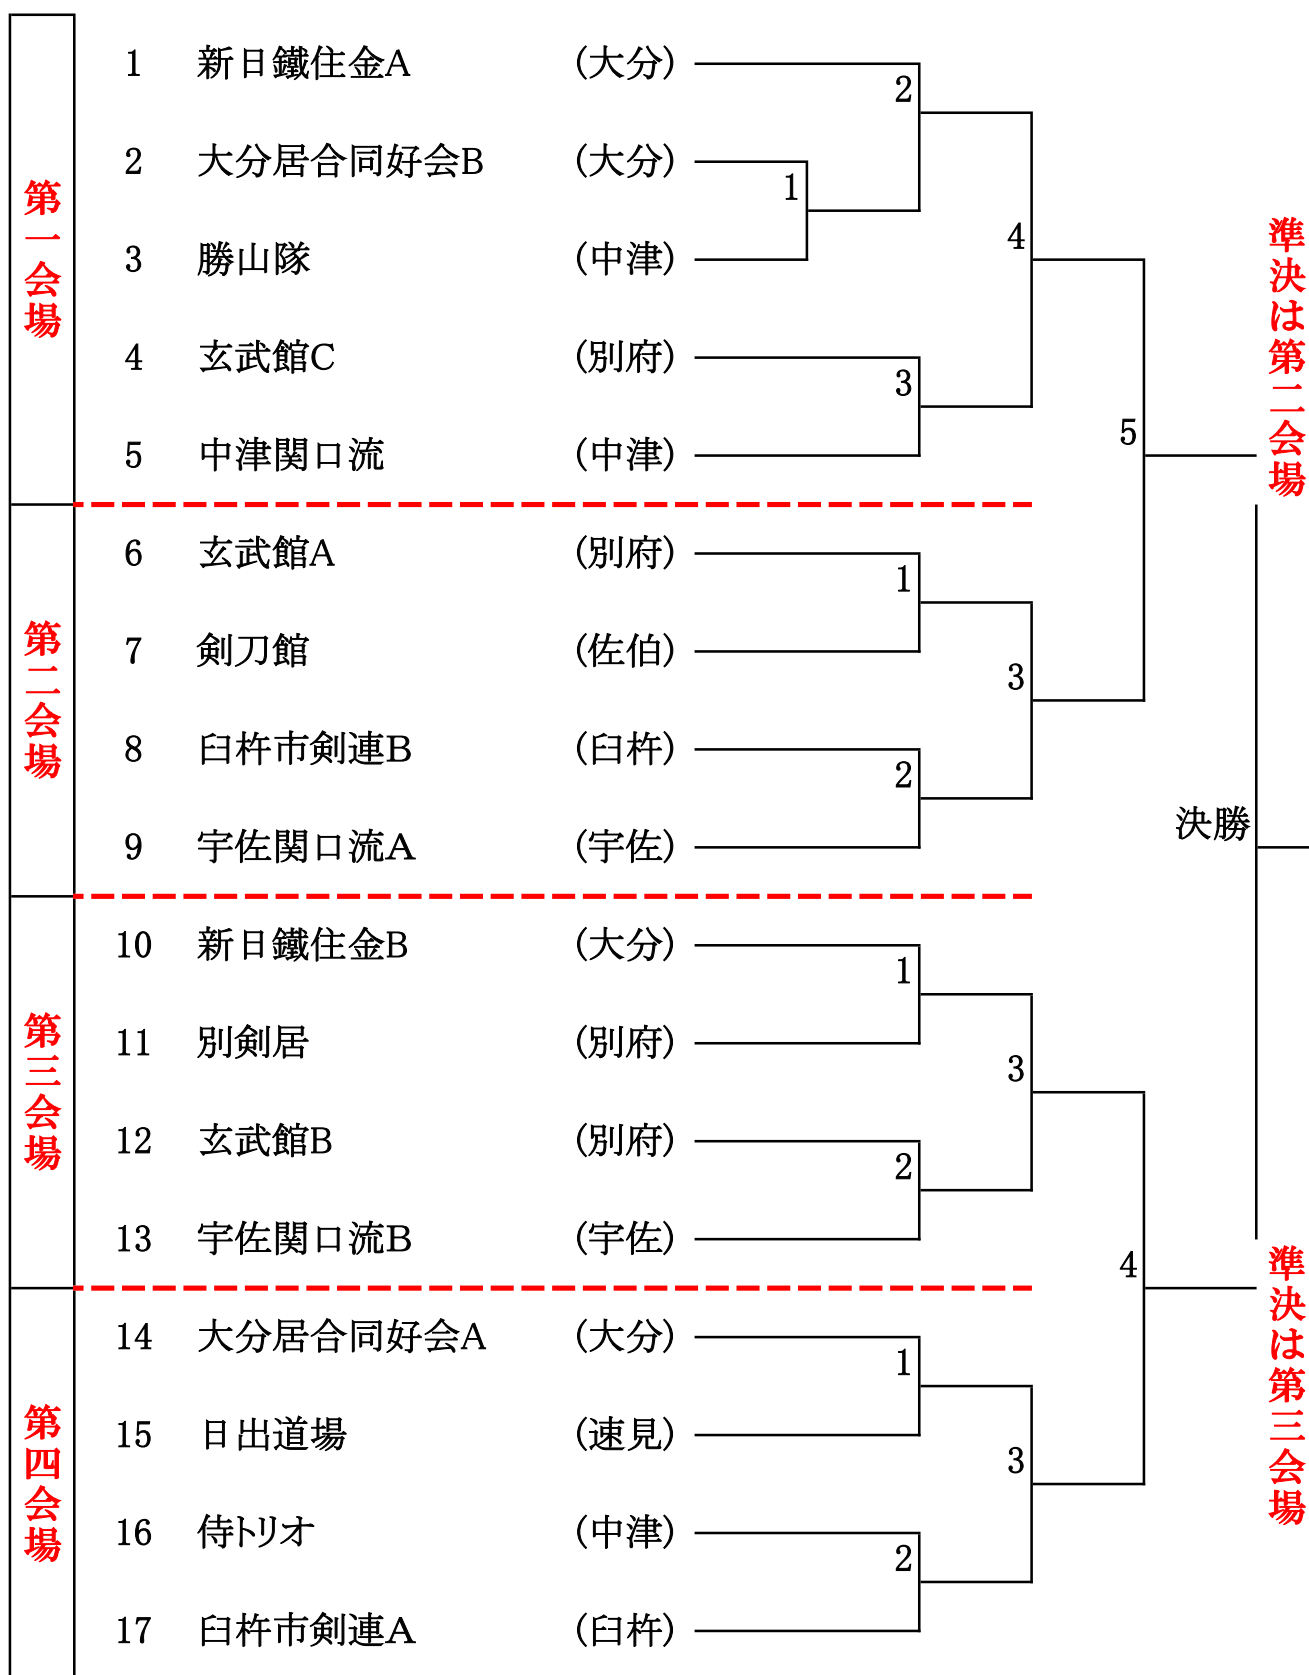 第一会場
1 新日鐵住金A (大分)
2 大分居合同好会B (大分)
3 勝山隊 (中津)
4 玄武館C (別府)
5 中津関口流 (中津)
2
1
3
4
5
準決は第二会場
第二会場
6 玄武館A (別府)
7 剣刀館 (佐伯)
8 臼杵市剣連B (臼杵)
9 宇佐関口流A (宇佐)
1
2
3
決勝
第三会場
10 新日鐵住金B (大分)
11 別剣居 (別府)
12 玄武館B (別府)
13 宇佐関口流B (宇佐)
1
2
3
4
準決は第三会場
第四会場
14 大分居合同好会A (大分)
15 日出道場 (速見)
16 侍トリオ (中津)
17 臼杵市剣連A (臼杵)
1
2
3